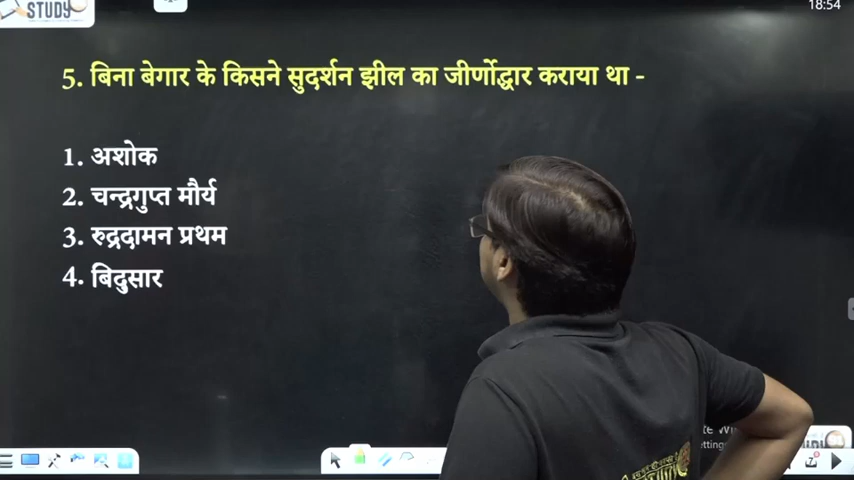 STUDY
18:54
5. बिना बेगार के किसने सुदर्शन झील का जीर्णोद्धार कराया था -
1. अशोक
2. चन्द्रगुप्त मौर्य
3. रुद्रदामन प्रथम
4. बिदुसार